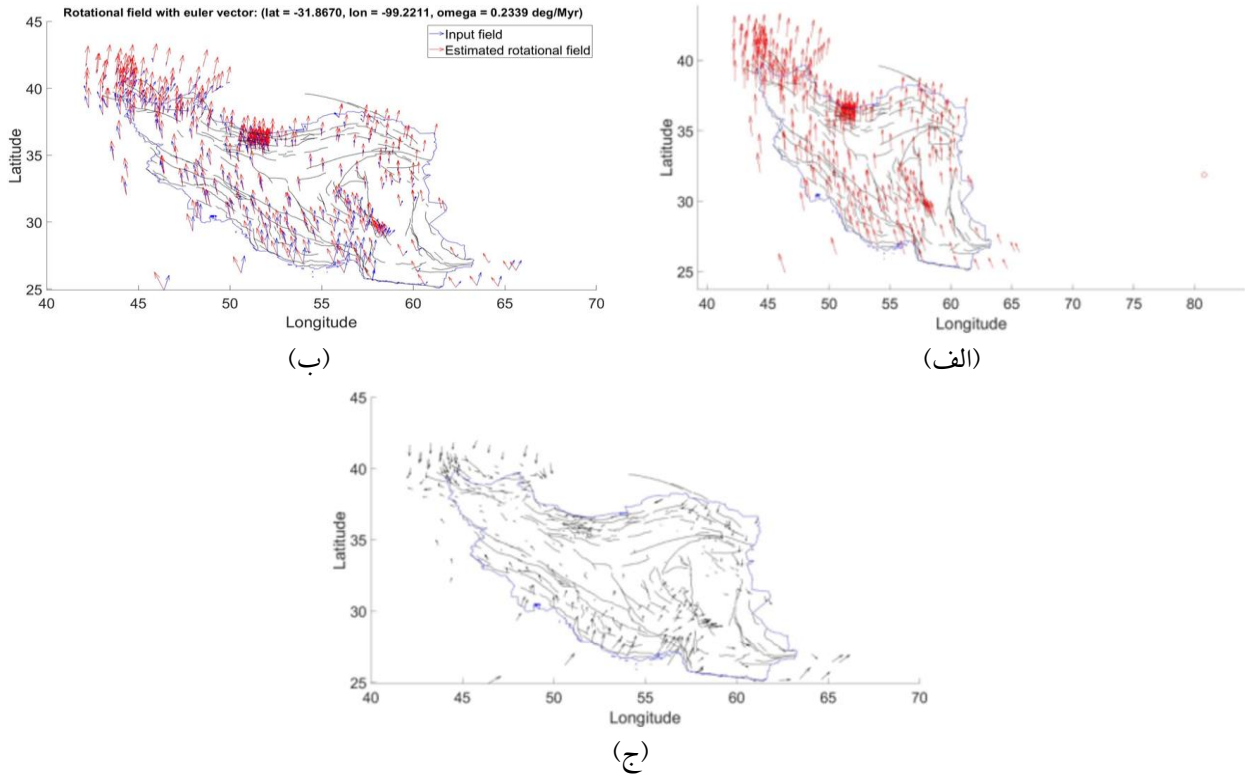 Rotational field with euler vector: (lat = -31.8670, lon = -99.2211, omega = 0.2339 deg/Myr)
Input field
Estimated rotational field
45
40
35
30
25
Latitude
40 45 50 55 60 65 70
Longitude
(ب)
40
35
30
25
Latitude
40 45 50 55 60 65 70 75 80
Longitude
(الف)
45
40
35
30
25
Latitude
40 45 50 55 60 65 70
Longitude
(ج)